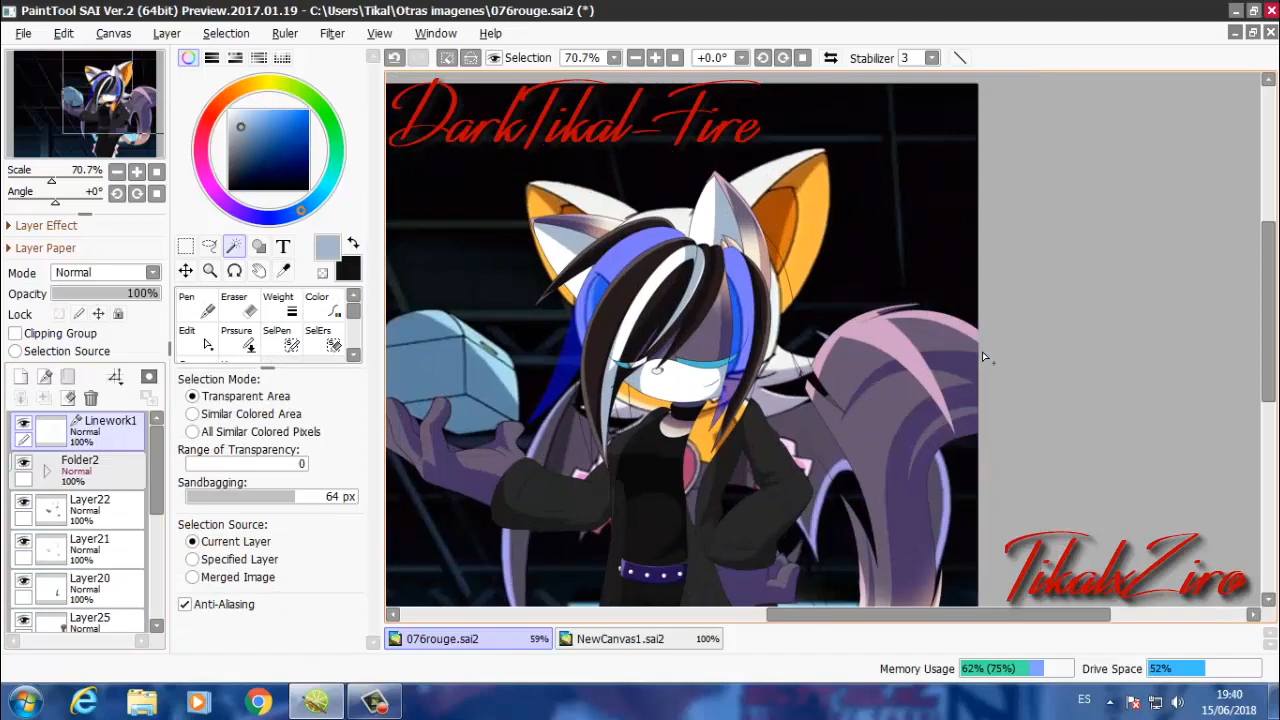 PaintTool SAI Ver.2 (64bit) Preview.2017.01.19 - C:\Users\Tikal\Otras imagenes\076rouge.sai2 (*)
File Edit Canvas Layer Selection Ruler Filter View Window Help
Selection 70.7% +0.0° Stabilizer 3
DarkTikal-Fire
Scale 70.7%
Angle +0°
Layer Effect
Layer Paper
Mode Normal
Opacity 100%
Lock
Clipping Group
Selection Source
T
Pen Eraser Weight Color
Edit Prssure SelPen SelErs
Selection Mode:
Transparent Area
Similar Colored Area
All Similar Colored Pixels
Range of Transparency:
0
Sandbagging:
64 px
Selection Source:
Current Layer
Specified Layer
Merged Image
Anti-Aliasing
Linework1
Normal
100%
Folder2
Normal
100%
Layer22
Normal
100%
Layer21
Normal
100%
Layer20
Normal
100%
Layer25
Normal
TikalxZiro
076rouge.sai2 59% NewCanvas1.sai2 100%
Memory Usage 62% (75%) Drive Space 52%
ES 19:40
15/06/2018